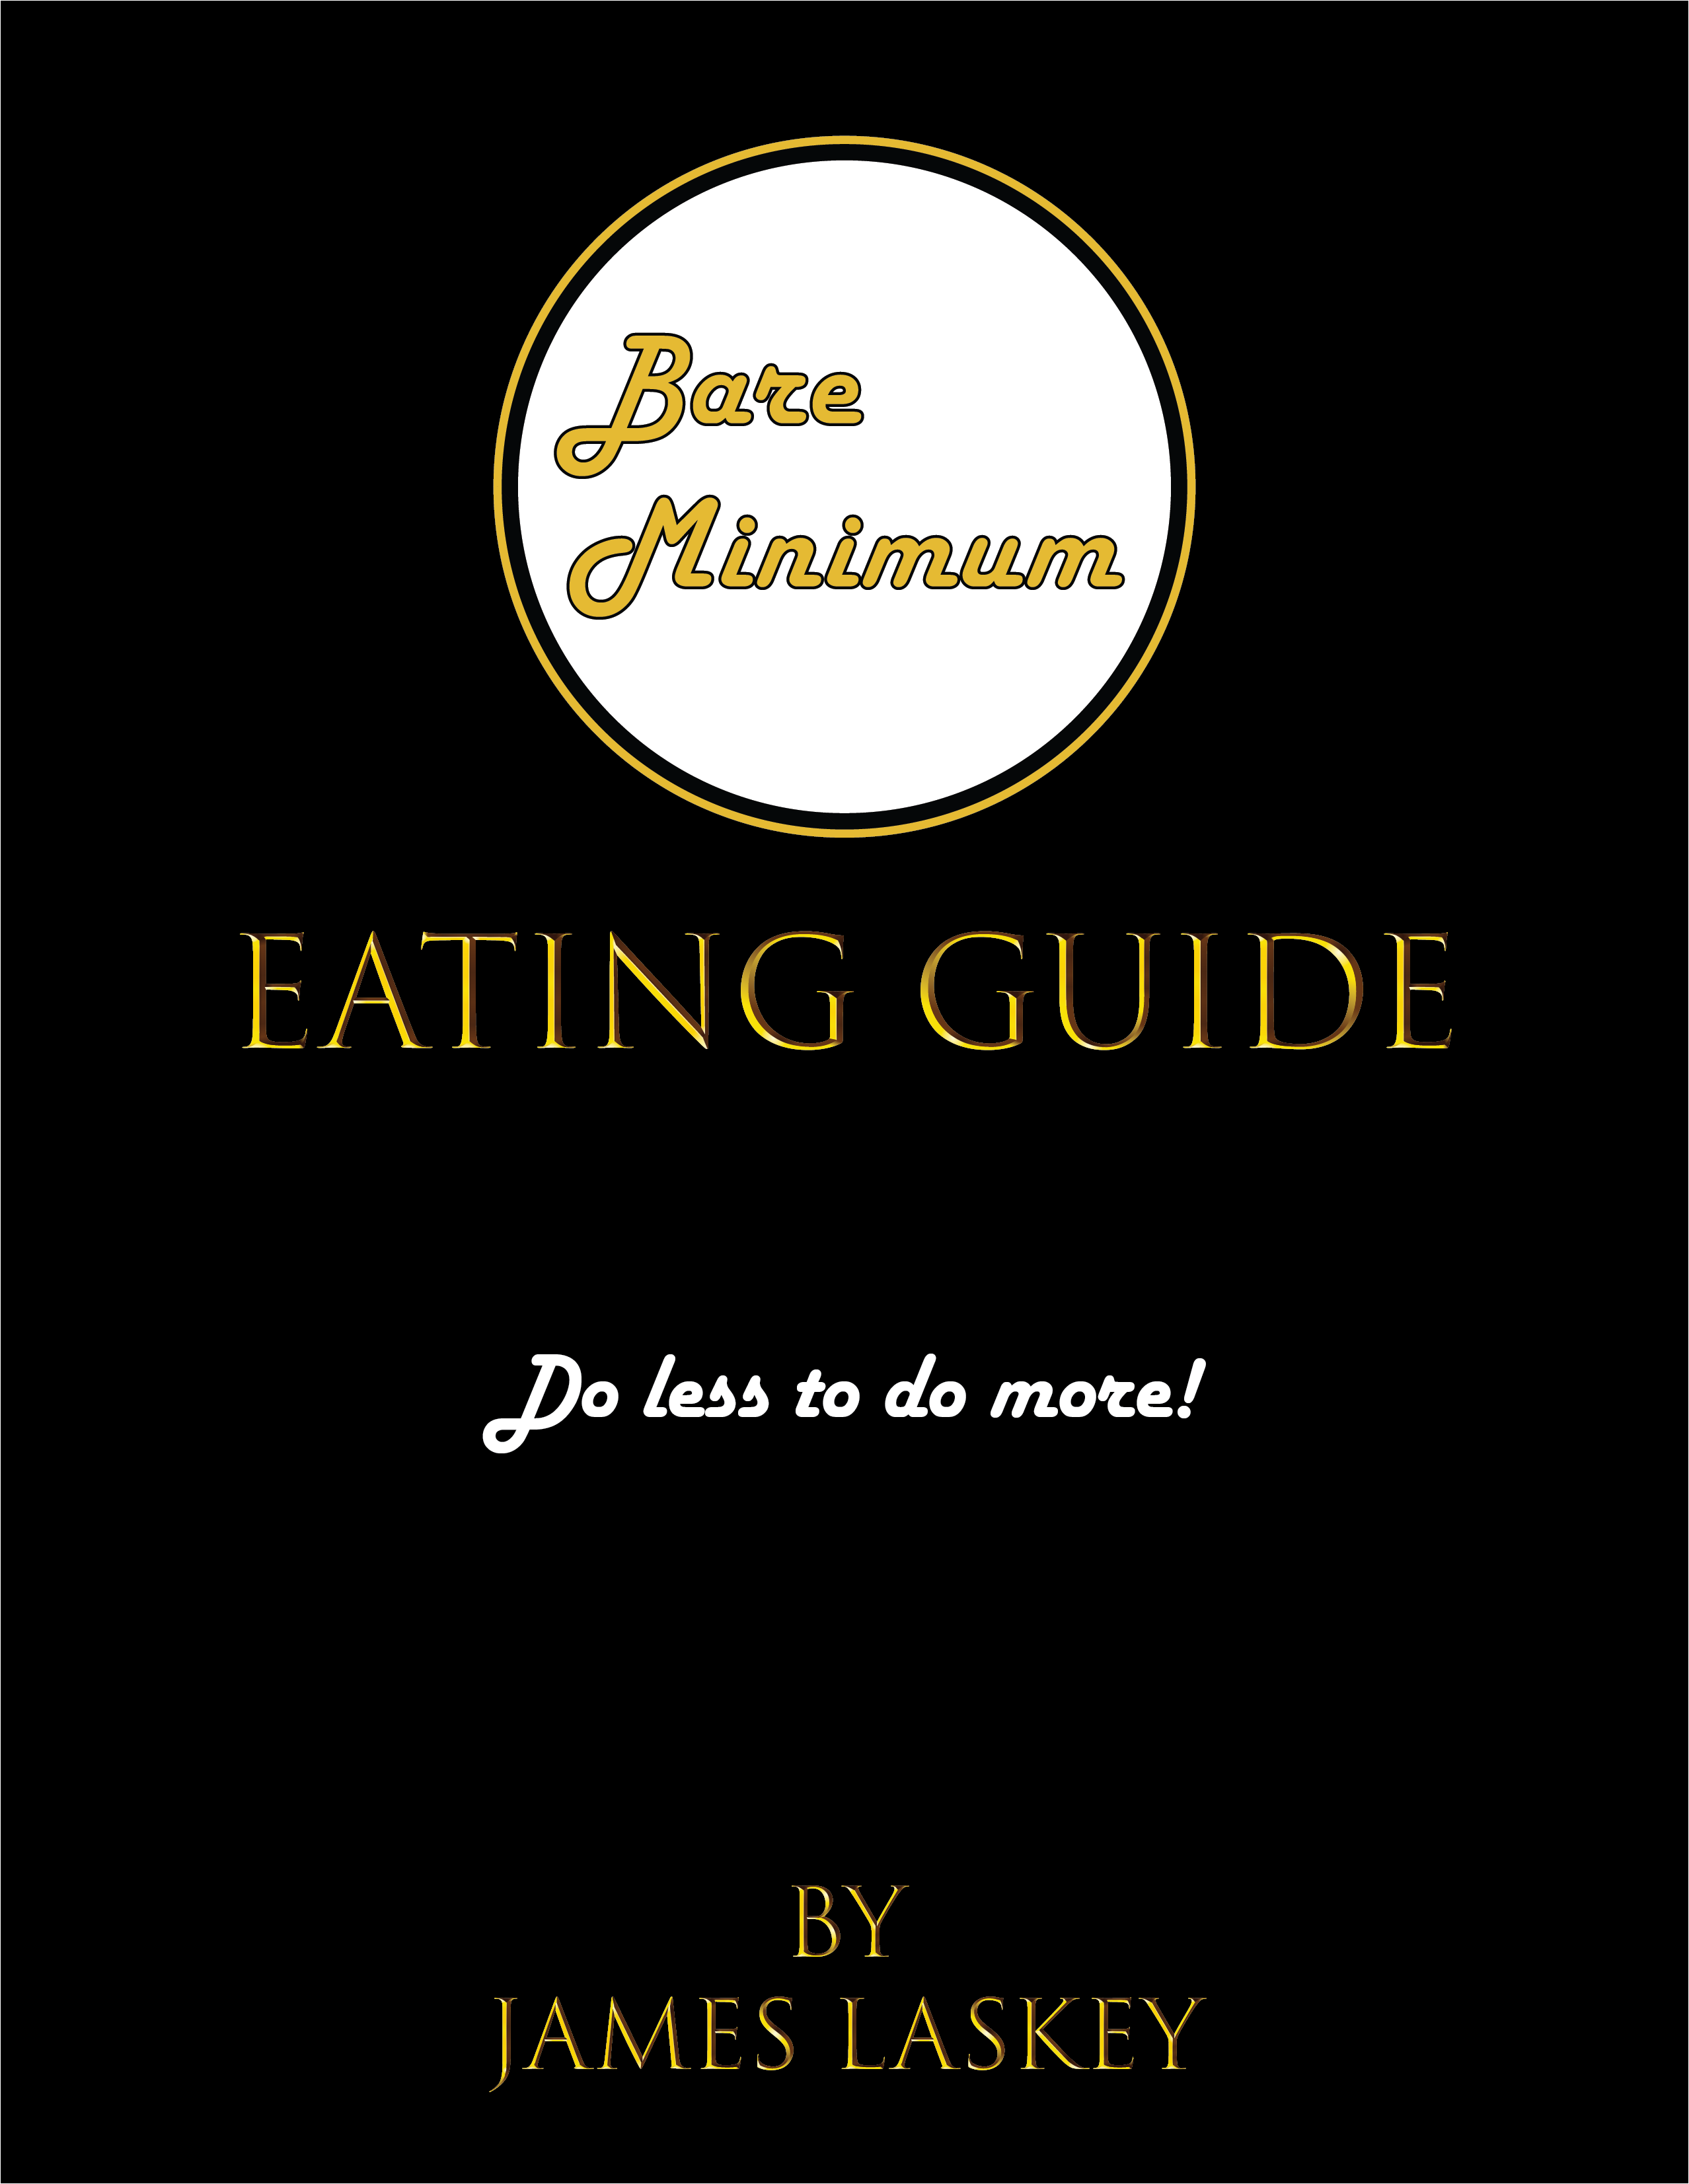 Bare
Minimum
EATING GUIDE
Do less to do more!
BY
JAMES LASKEY